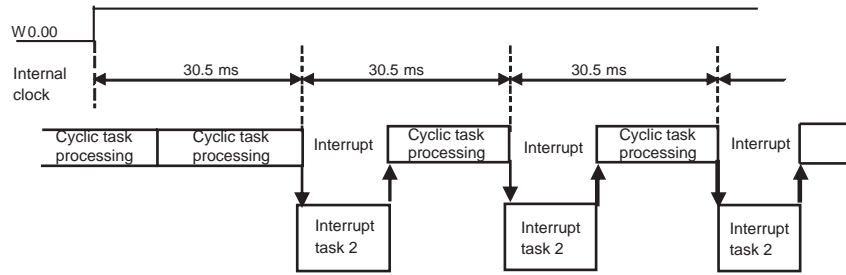 W0.00
Internal
clock
30.5 ms
30.5 ms
30.5 ms
Cyclic task
processing
Cyclic task
processing
Interrupt
Cyclic task
processing
Interrupt
Cyclic task
processing
Interrupt
Interrupt
task 2
Interrupt
task 2
Interrupt
task 2